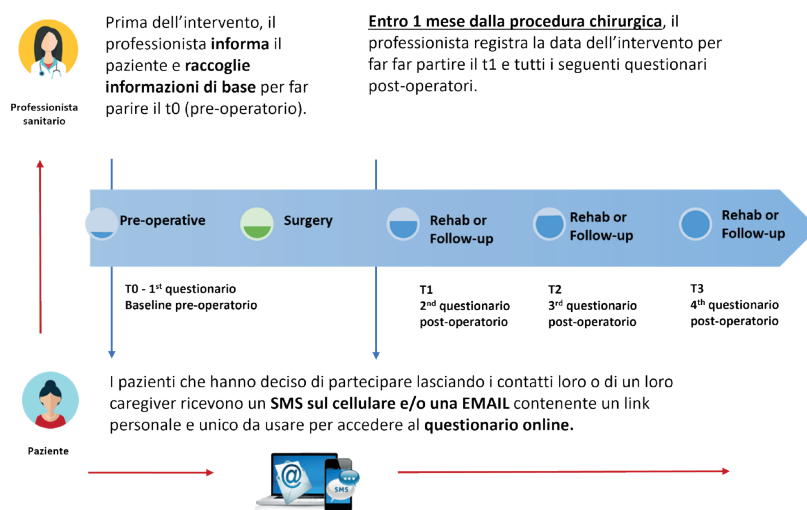 Prima dell'intervento, il
professionista informa il
paziente e raccoglie
informazioni di base per far
parire il t0 (pre-operatorio).
Entro 1 mese dalla procedura chirurgica, il
professionista registra la data dell'intervento per
far far partire il t1 e tutti i seguenti questionari
post-operatori.
Professionista
sanitario
Pre-operative
Surgery
Rehab or
Follow-up
Rehab or
Follow-up
Rehab or
Follow-up
T0 - 1st questionario
Baseline pre-operatorio
T1
2nd questionario
post-operatorio
T2
3rd questionario
post-operatorio
T3
4th questionario
post-operatorio
I pazienti che hanno deciso di partecipare lasciando i contatti loro o di un loro
caregiver ricevono un SMS sul cellulare e/o una EMAIL contenente un link
personale e unico da usare per accedere al questionario online.
Paziente
@
SMS